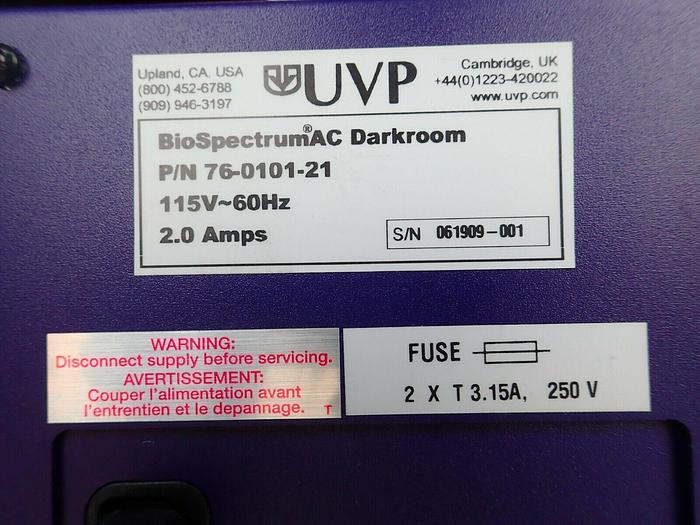 Upland, CA. USA
(800) 452-6788
(909) 946-3197
UVP
Cambridge, UK
+44(0)1223-420022
www.uvp.com
BioSpectrum®AC Darkroom
P/N 76-0101-21
115V~60Hz
2.0 Amps
S/N 061909-001
WARNING:
Disconnect supply before servicing.
AVERTISSEMENT:
Couper l'alimentation avant
l'entretien et le depannage. T
FUSE
2 X T 3.15A, 250 V